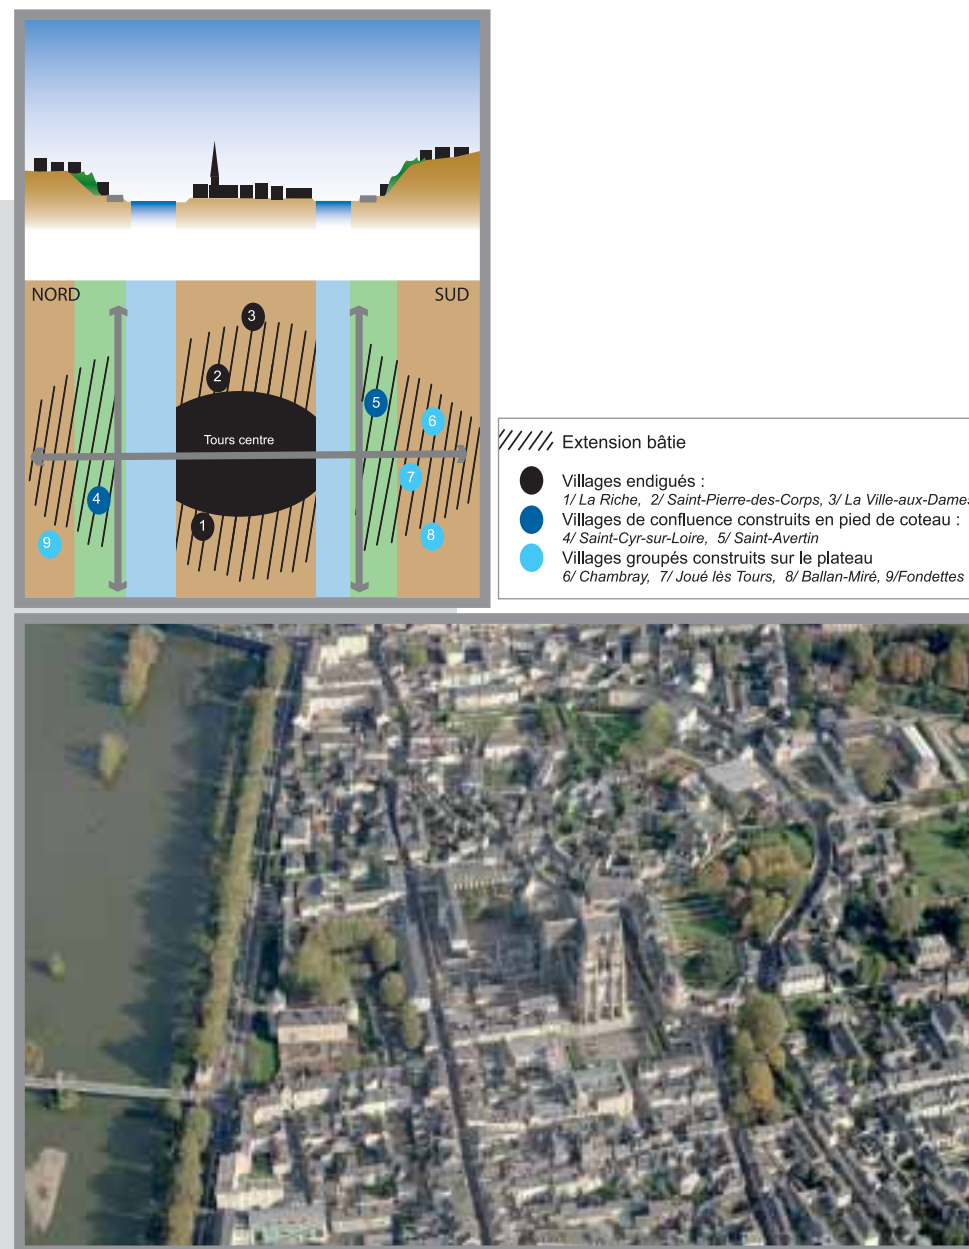 NORD
SUD
3
2
5
6
Tours centre
7
4
1
8
9
Extension bâtie
Villages endigués :
1/ La Riche, 2/ Saint-Pierre-des-Corps, 3/ La Ville-aux-Dames
Villages de confluence construits en pied de coteau :
4/ Saint-Cyr-sur-Loire, 5/ Saint-Avertin
Villages groupés construits sur le plateau
6/ Chambray, 7/ Joué lès Tours, 8/ Ballan-Miré, 9/Fondettes